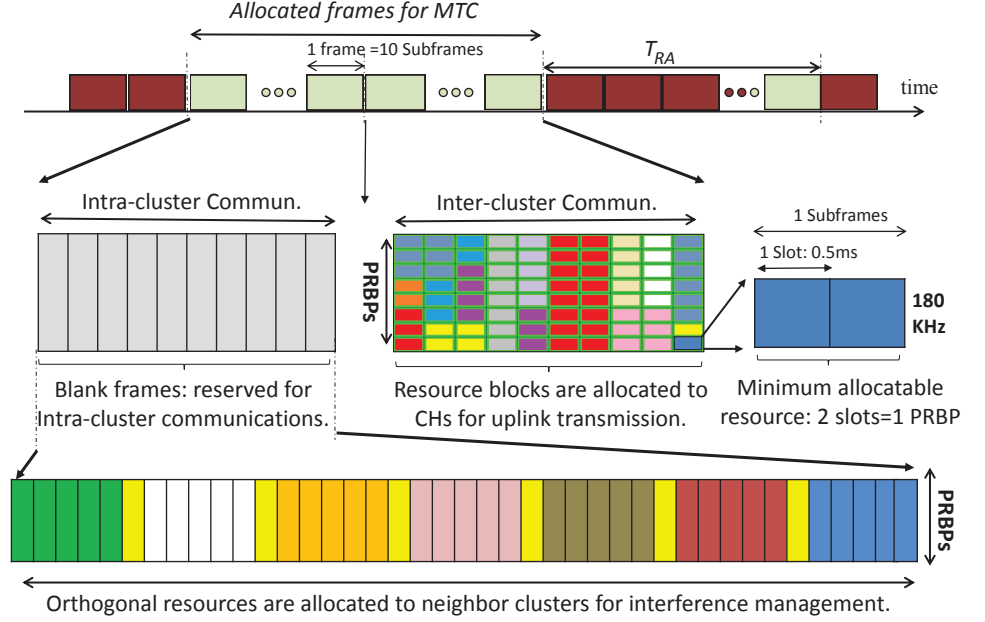 Allocated frames for MTC
1 frame =10 Subframes
T_RA
time
Intra-cluster Commun.
Inter-cluster Commun.
1 Subframes
1 Slot: 0.5ms
PRBPs
180
KHz
Blank frames: reserved for
Intra-cluster communications.
Resource blocks are allocated to
CHs for uplink transmission.
Minimum allocatable
resource: 2 slots=1 PRBP
PRBPs
Orthogonal resources are allocated to neighbor clusters for interference management.